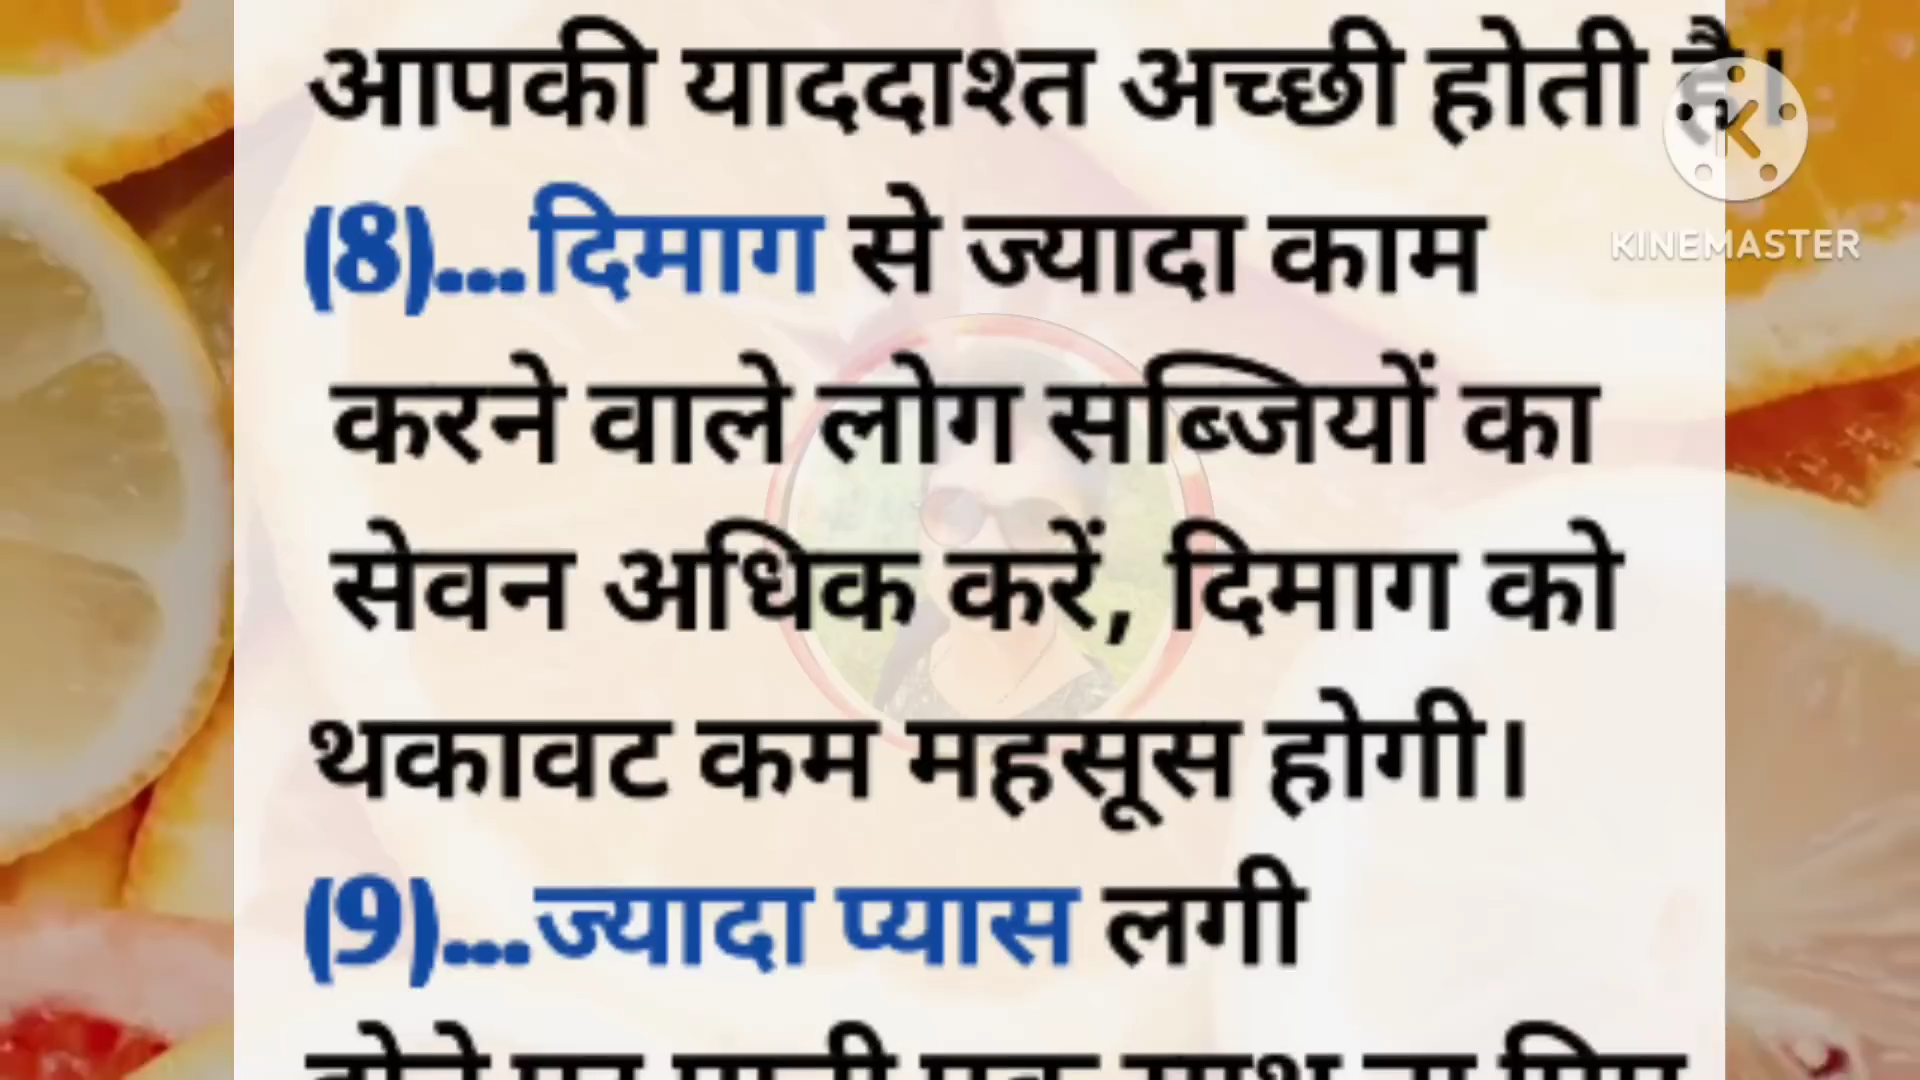 आपकी याददाश्त अच्छी होती है।
(8)...दिमाग से ज्यादा काम
करने वाले लोग सब्जियों का
सेवन अधिक करें, दिमाग को
थकावट कम महसूस होगी।
(9)...ज्यादा प्यास लगी
KINEMASTER